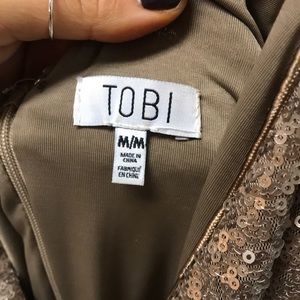 TOBI
M/M
MADE IN
CHINA
FABRIQUÉ
EN CHINE